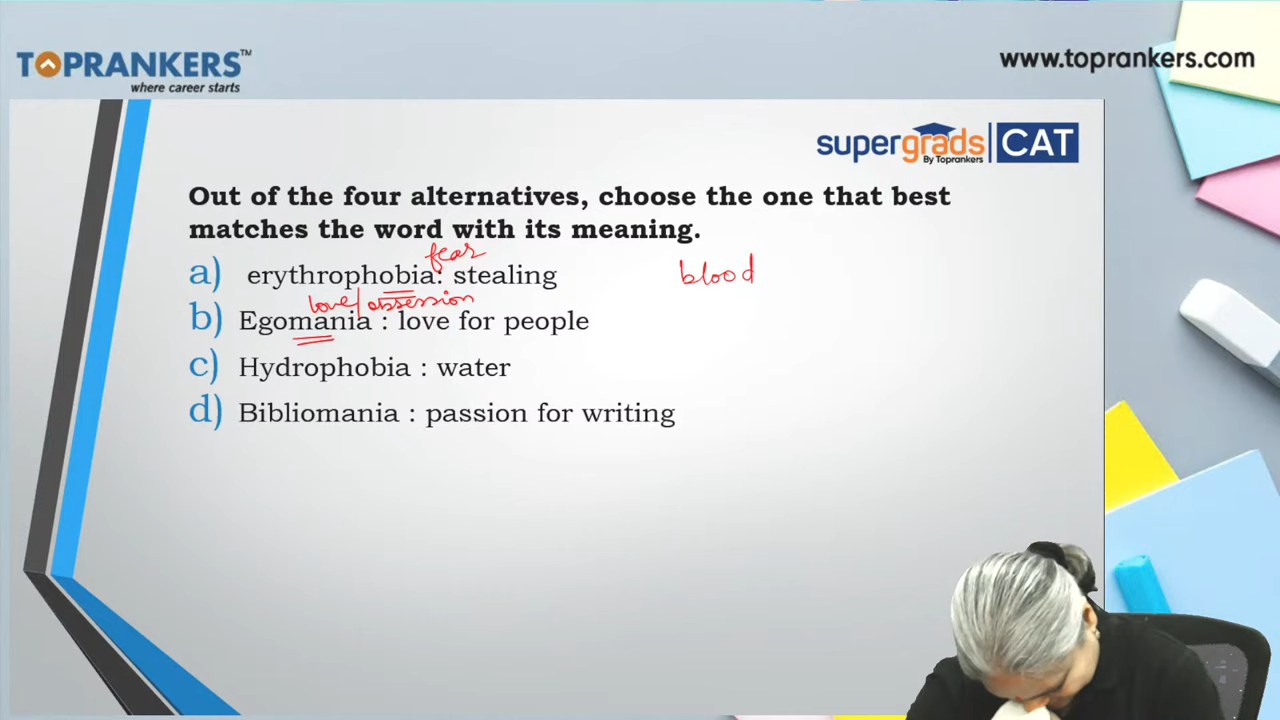 TOPRANKERS™
where career starts
www.toprankers.com
supergrads | CAT
By Toprankers
Out of the four alternatives, choose the one that best
matches the word with its meaning.
fear
a) erythrophobia: stealing
blood
love/obsession
b) Egomania : love for people
c) Hydrophobia : water
d) Bibliomania : passion for writing